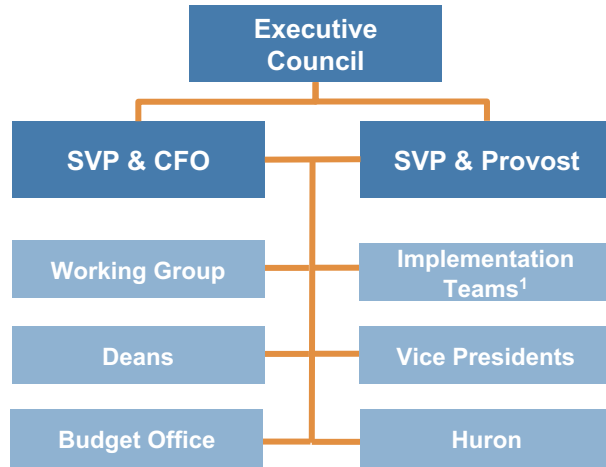 Executive
Council
SVP & CFO
SVP & Provost
Working Group
Implementation
Teams¹
Deans
Vice Presidents
Budget Office
Huron